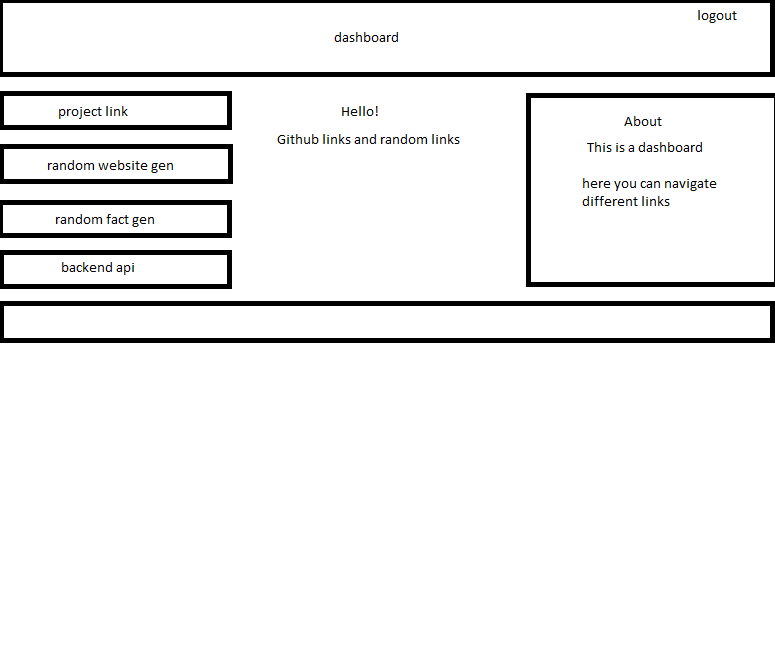 logout
dashboard
project link
random website gen
random fact gen
backend api
Hello!
Github links and random links
About
This is a dashboard
here you can navigate
different links